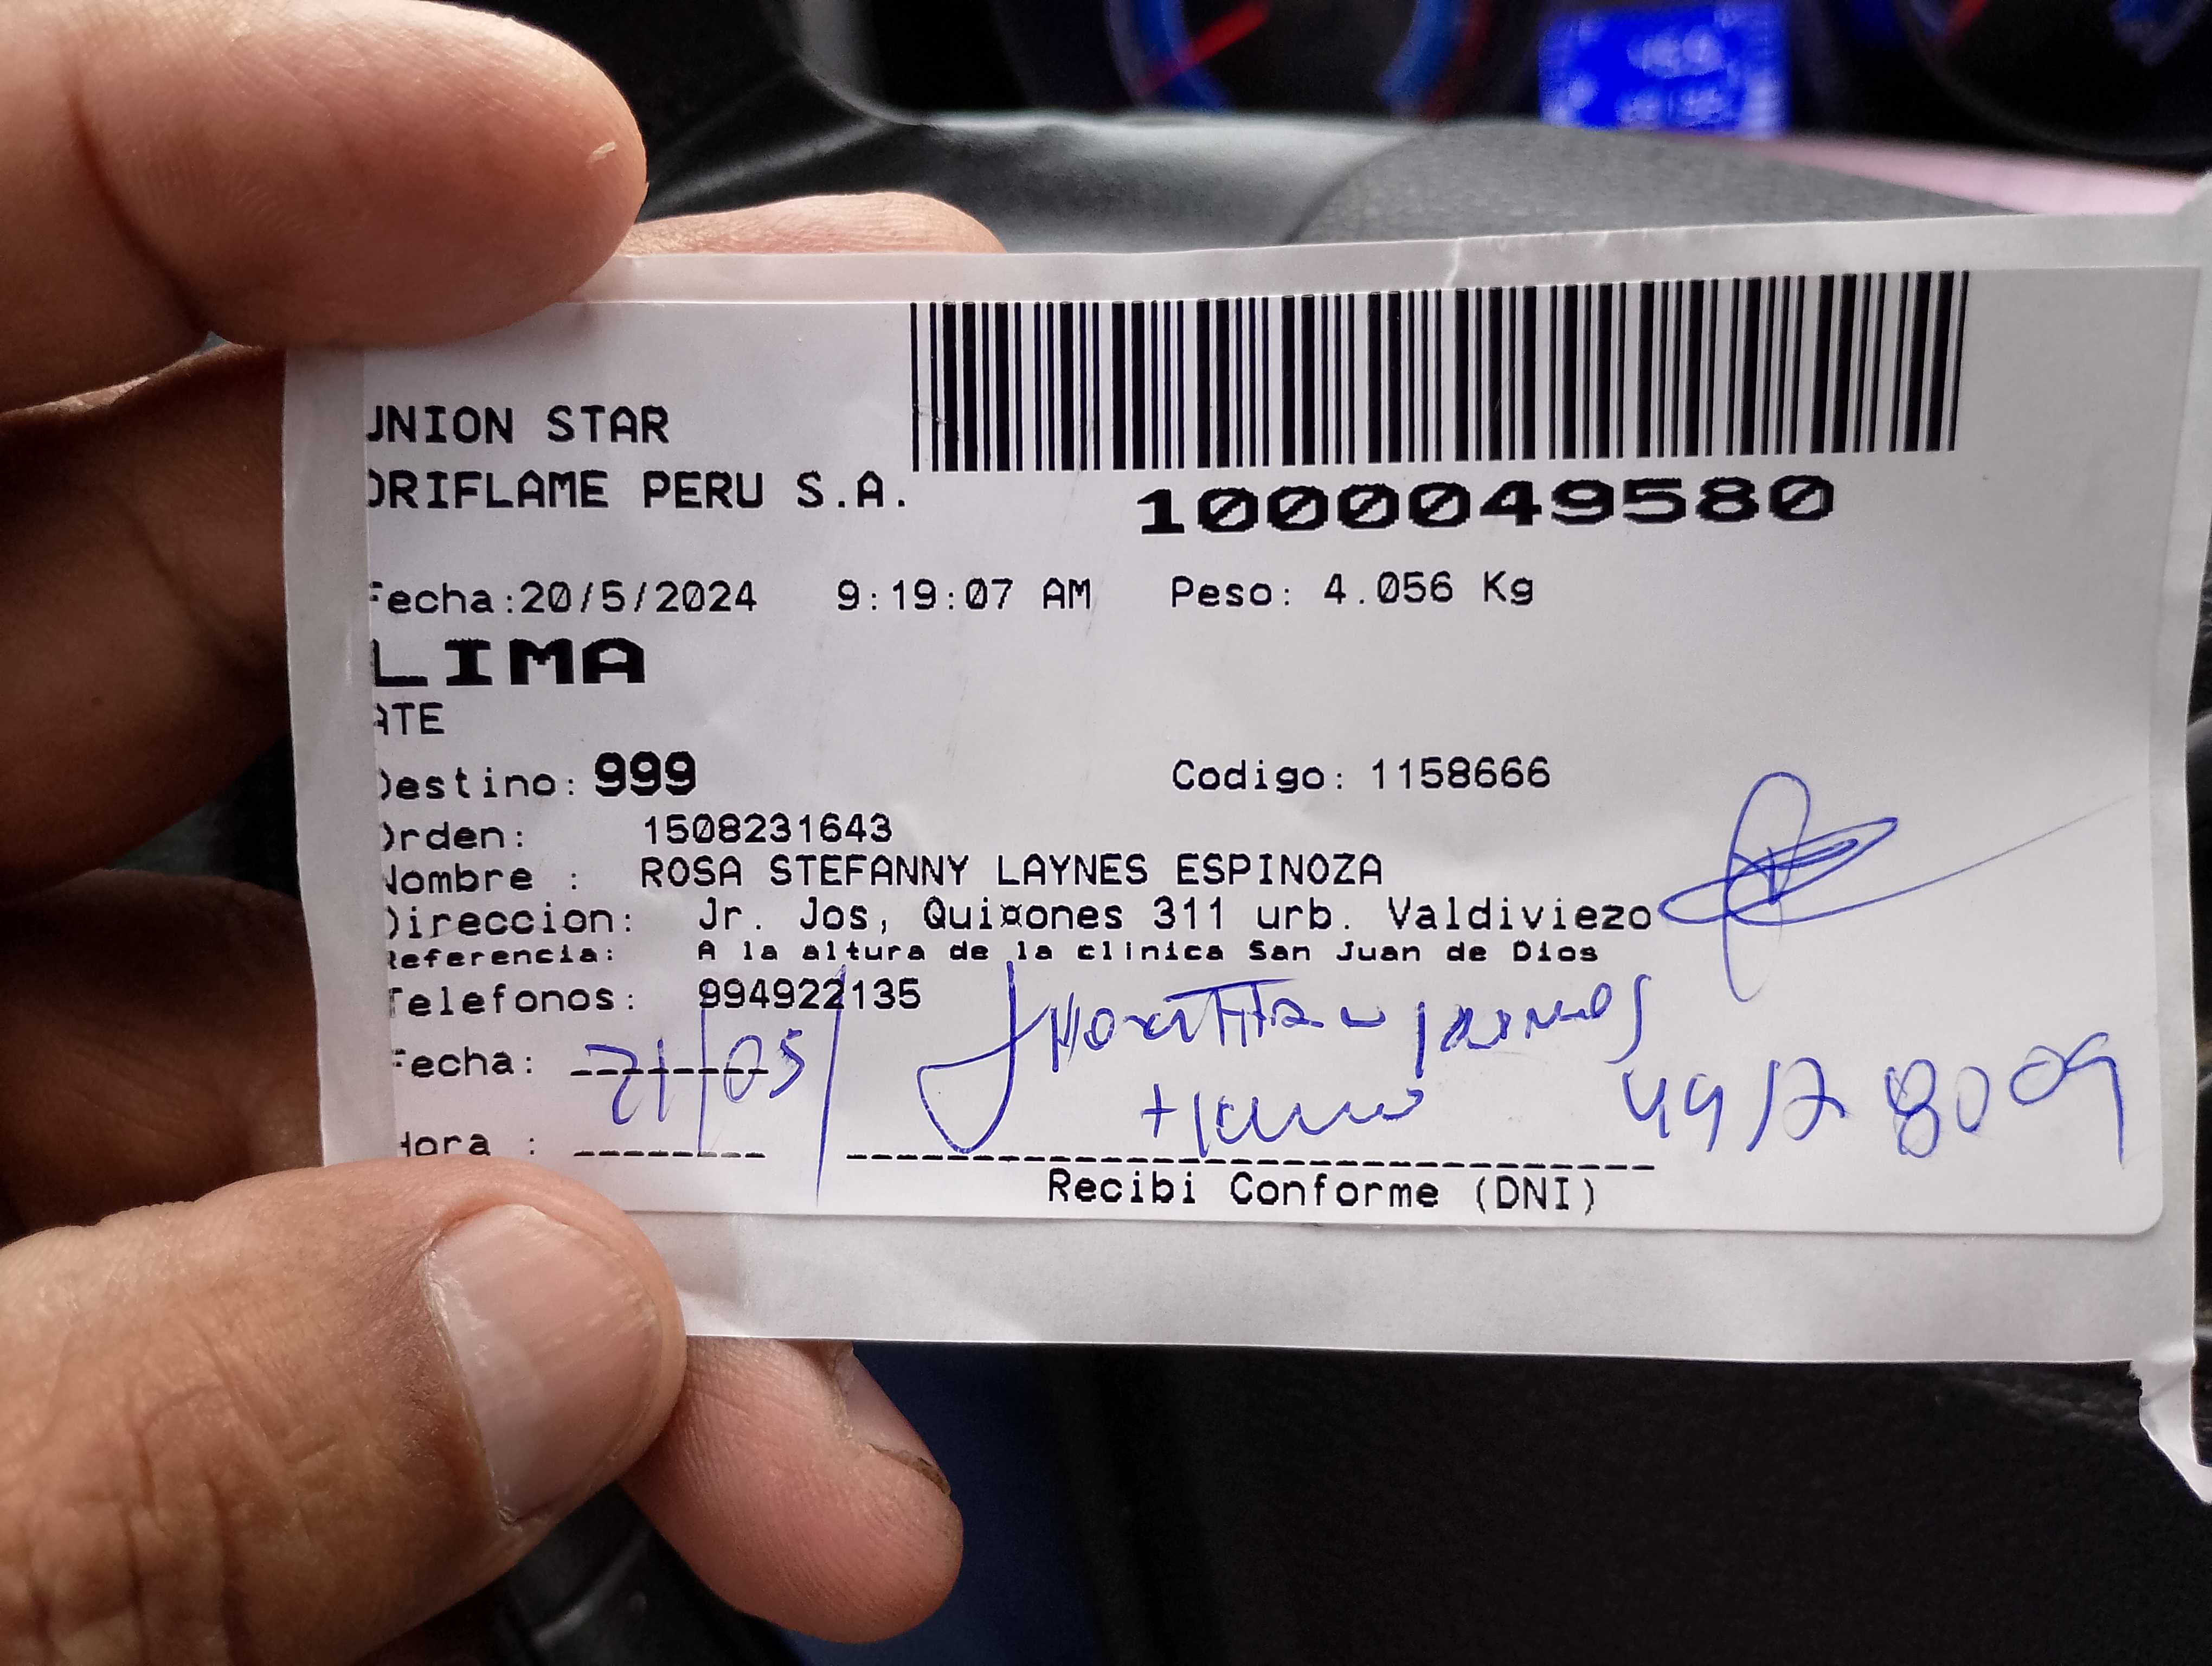 UNION STAR
ORIFLAME PERU S.A.
1000049580
Fecha:20/5/2024 9:19:07 AM Peso: 4.056 Kg
LIMA
ATE
Destino: 999 Codigo: 1158666
Orden: 1508231643
Nombre : ROSA STEFANNY LAYNES ESPINOZA
Direccion: Jr. Jos, Qui¤ones 311 urb. Valdiviezo
Referencia: A la altura de la clinica San Juan de Dios
Telefonos: 994922135
Fecha: 21/05/
Hora :
Recibi Conforme (DNI)